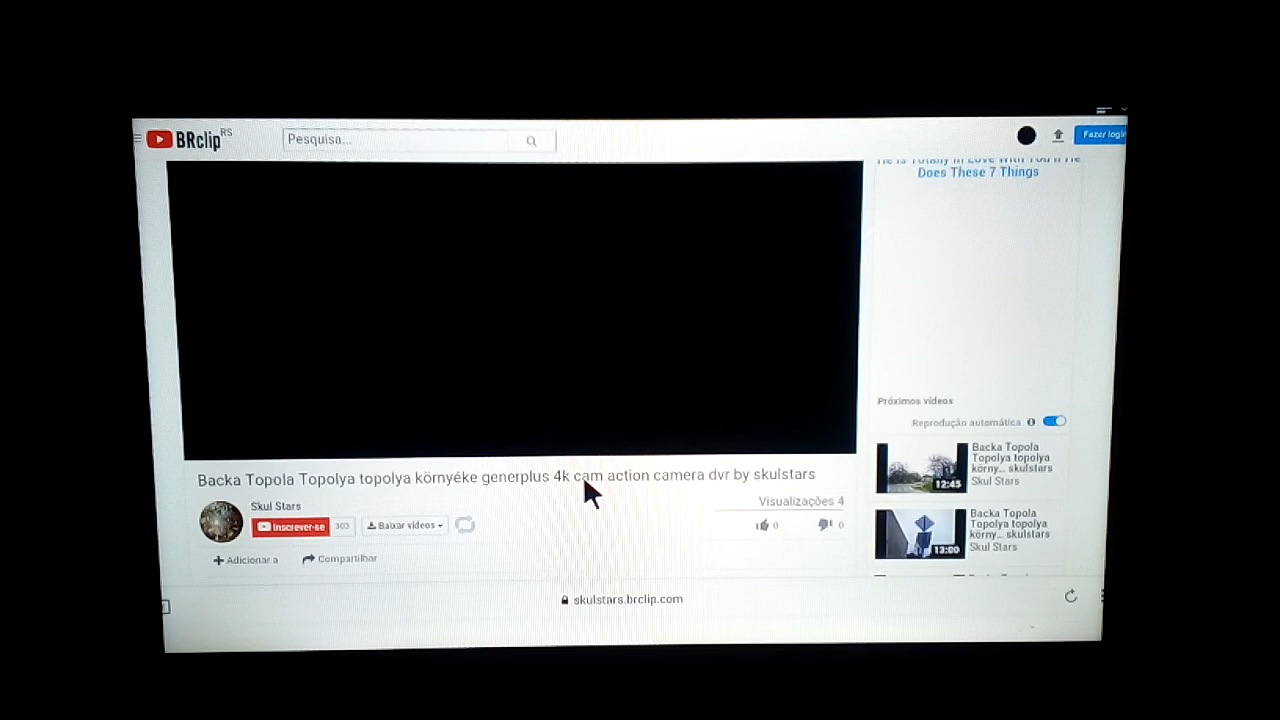 BRclip RS
Pesquisa...
Fazer login
Does These 7 Things
Próximos vídeos
Reprodução automática
Backa Topola
Topolya topolya
körny... skulstars
Skul Stars
12:45
Backa Topola
Topolya topolya
körny... skulstars
Skul Stars
13:00
Backa Topola Topolya topolya környéke generplus 4k cam action camera dvr by skulstars
Skul Stars
Inscrever-se 303
Baixar vídeos
Visualizações 4
0 0
Adicionar a
Compartilhar
skulstars.brclip.com